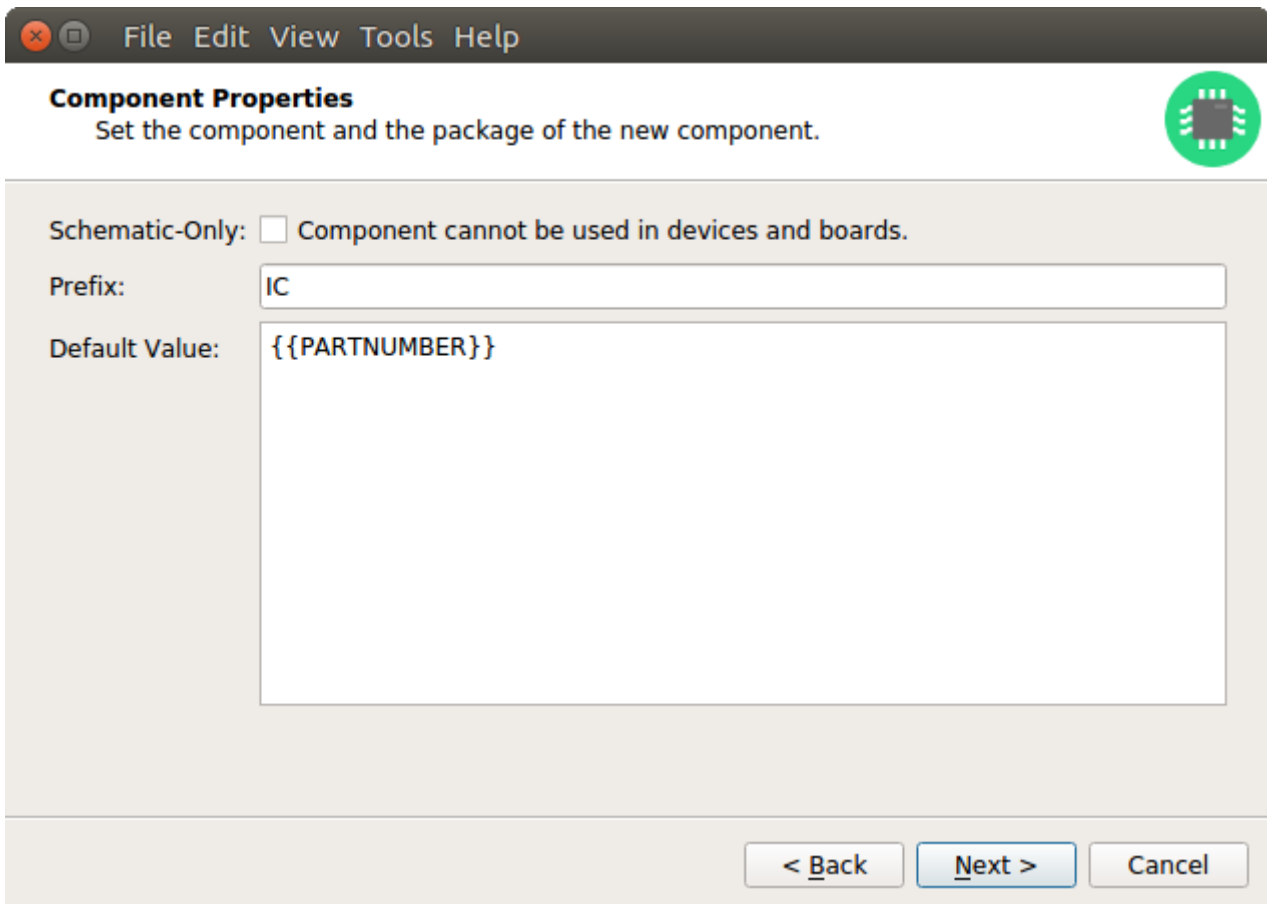 File Edit View Tools Help
Component Properties
Set the component and the package of the new component.
Schematic-Only: Component cannot be used in devices and boards.
Prefix: IC
Default Value: {{PARTNUMBER}}
< Back Next > Cancel